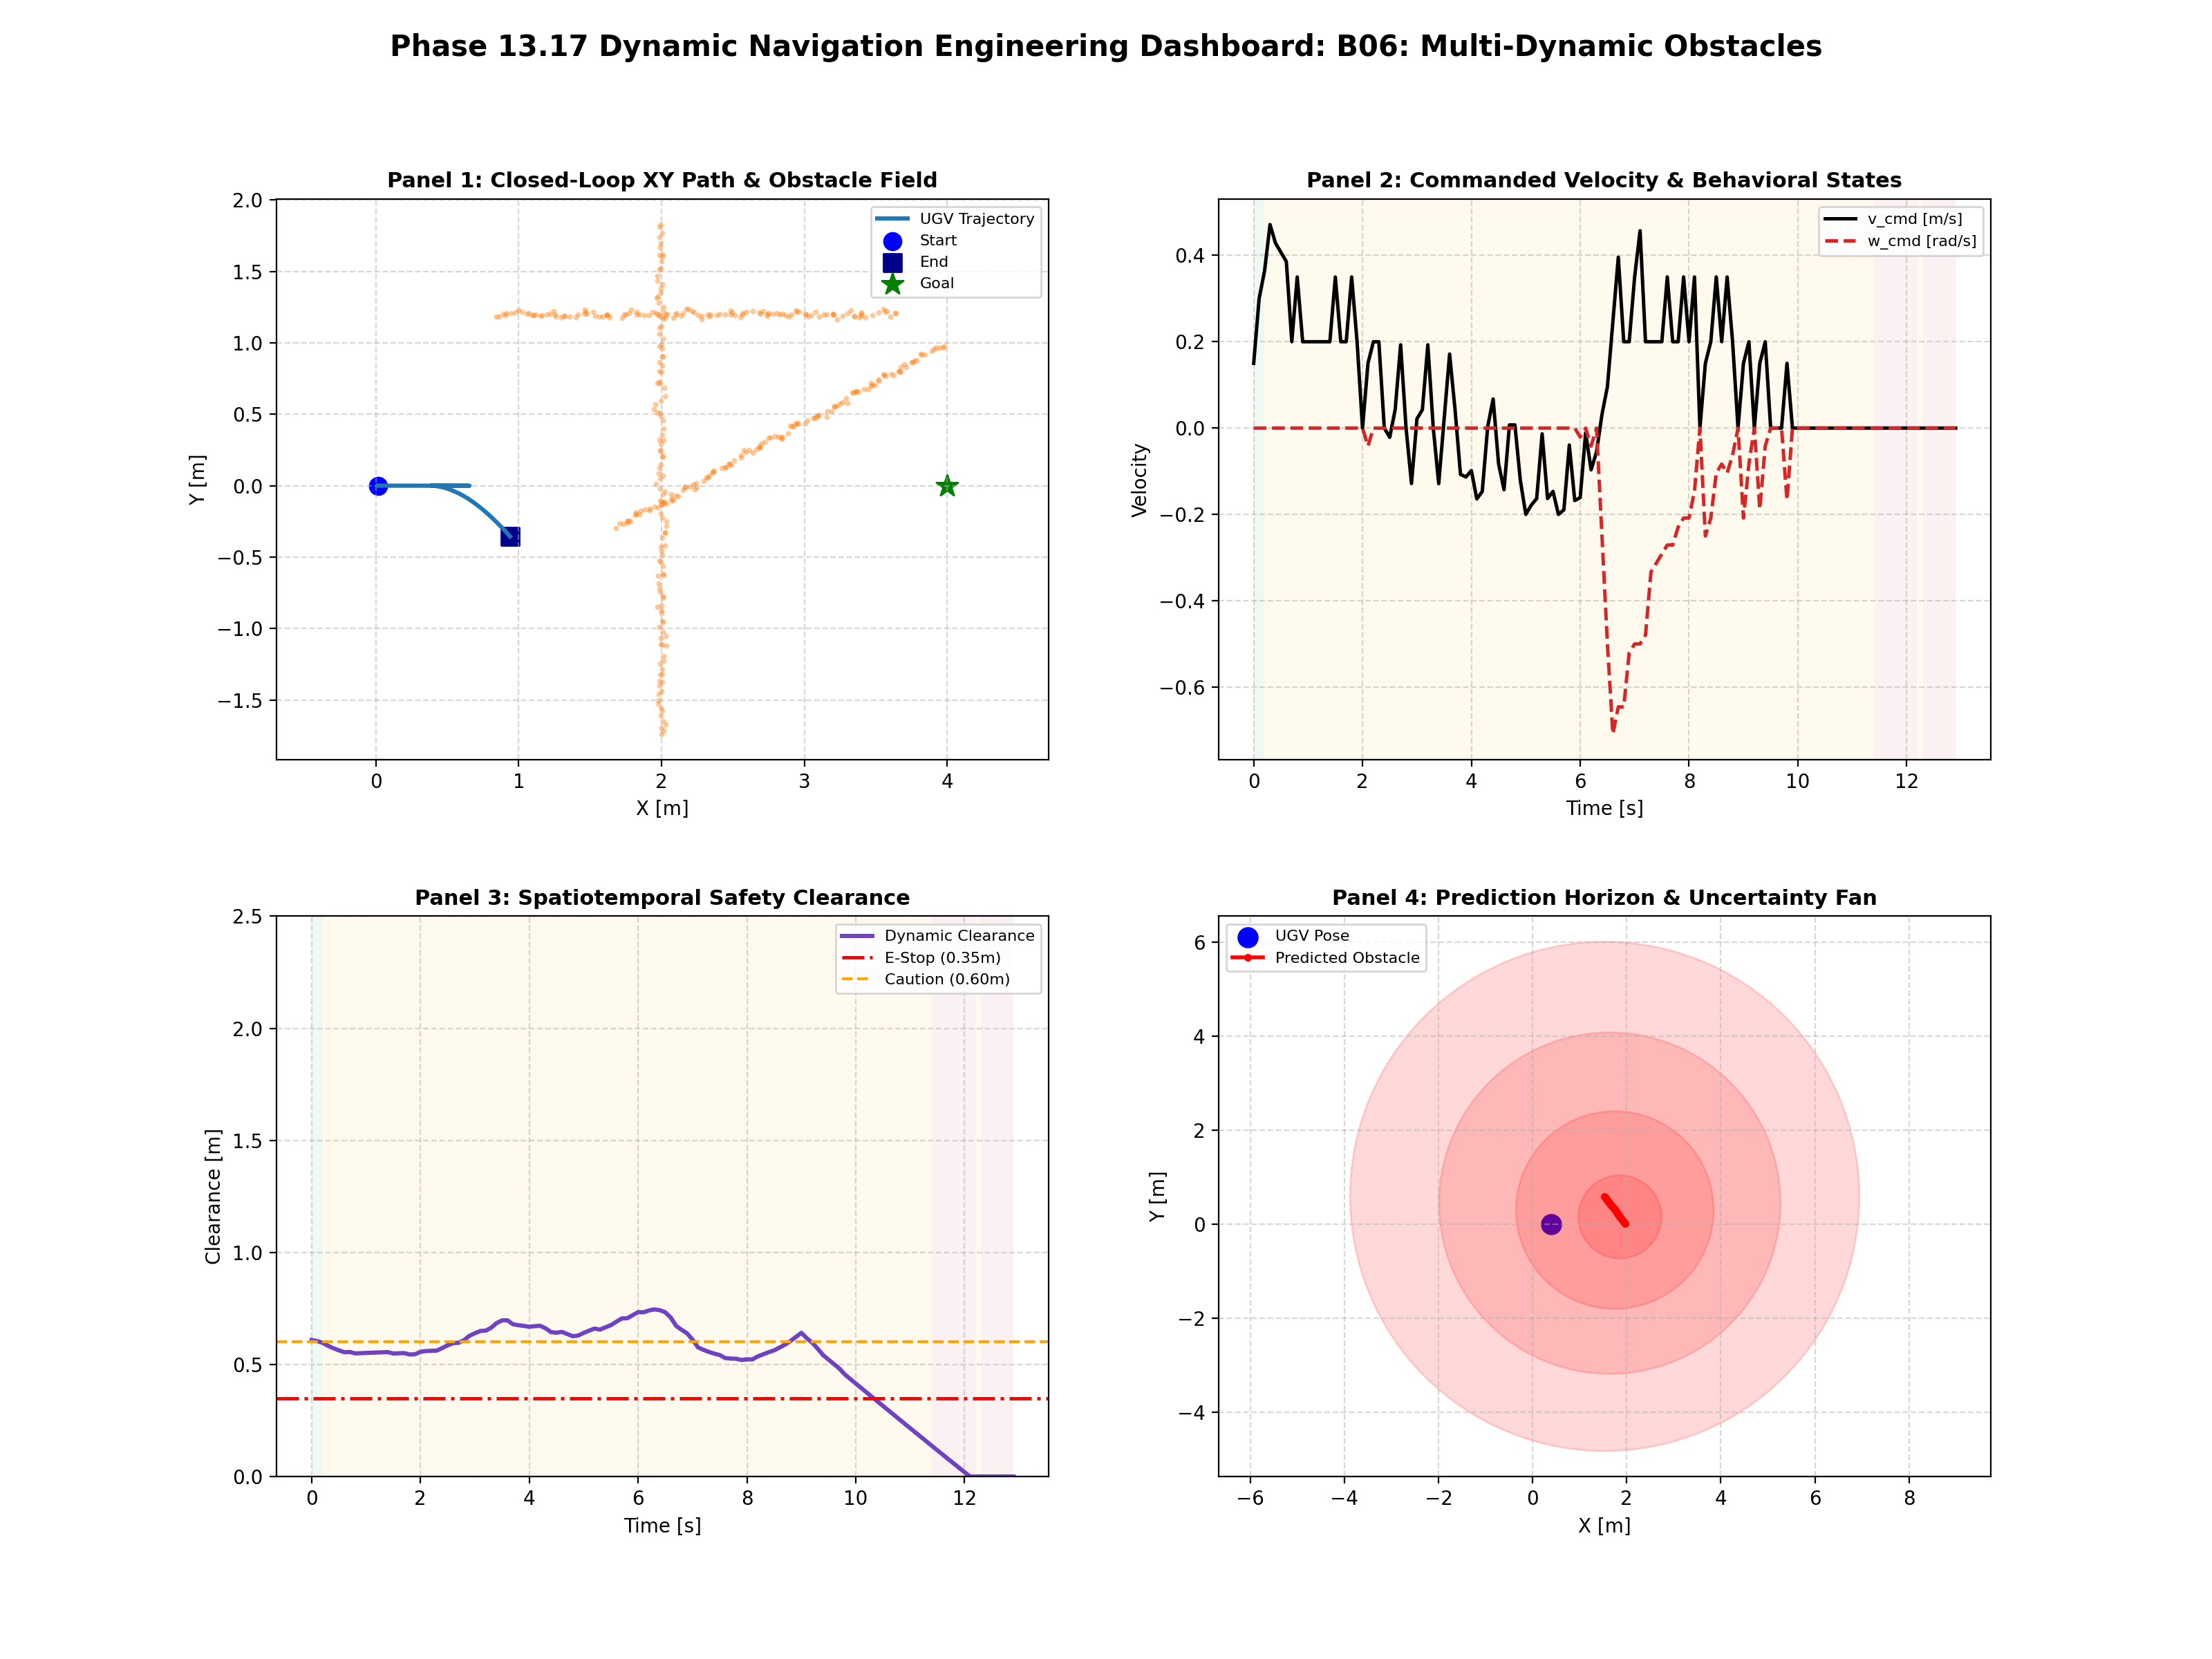 Phase 13.17 Dynamic Navigation Engineering Dashboard: B06: Multi-Dynamic Obstacles
Panel 1: Closed-Loop XY Path & Obstacle Field
UGV Trajectory
Start
End
Goal
2.0
1.5
1.0
0.5
0.0
−0.5
−1.0
−1.5
Y [m]
0 1 2 3 4
X [m]
Panel 2: Commanded Velocity & Behavioral States
v_cmd [m/s]
w_cmd [rad/s]
0.4
0.2
0.0
−0.2
−0.4
−0.6
Velocity
0 2 4 6 8 10 12
Time [s]
Panel 3: Spatiotemporal Safety Clearance
Dynamic Clearance
E-Stop (0.35m)
Caution (0.60m)
2.5
2.0
1.5
1.0
0.5
0.0
Clearance [m]
0 2 4 6 8 10 12
Time [s]
Panel 4: Prediction Horizon & Uncertainty Fan
UGV Pose
Predicted Obstacle
6
4
2
0
−2
−4
Y [m]
−6 −4 −2 0 2 4 6 8
X [m]